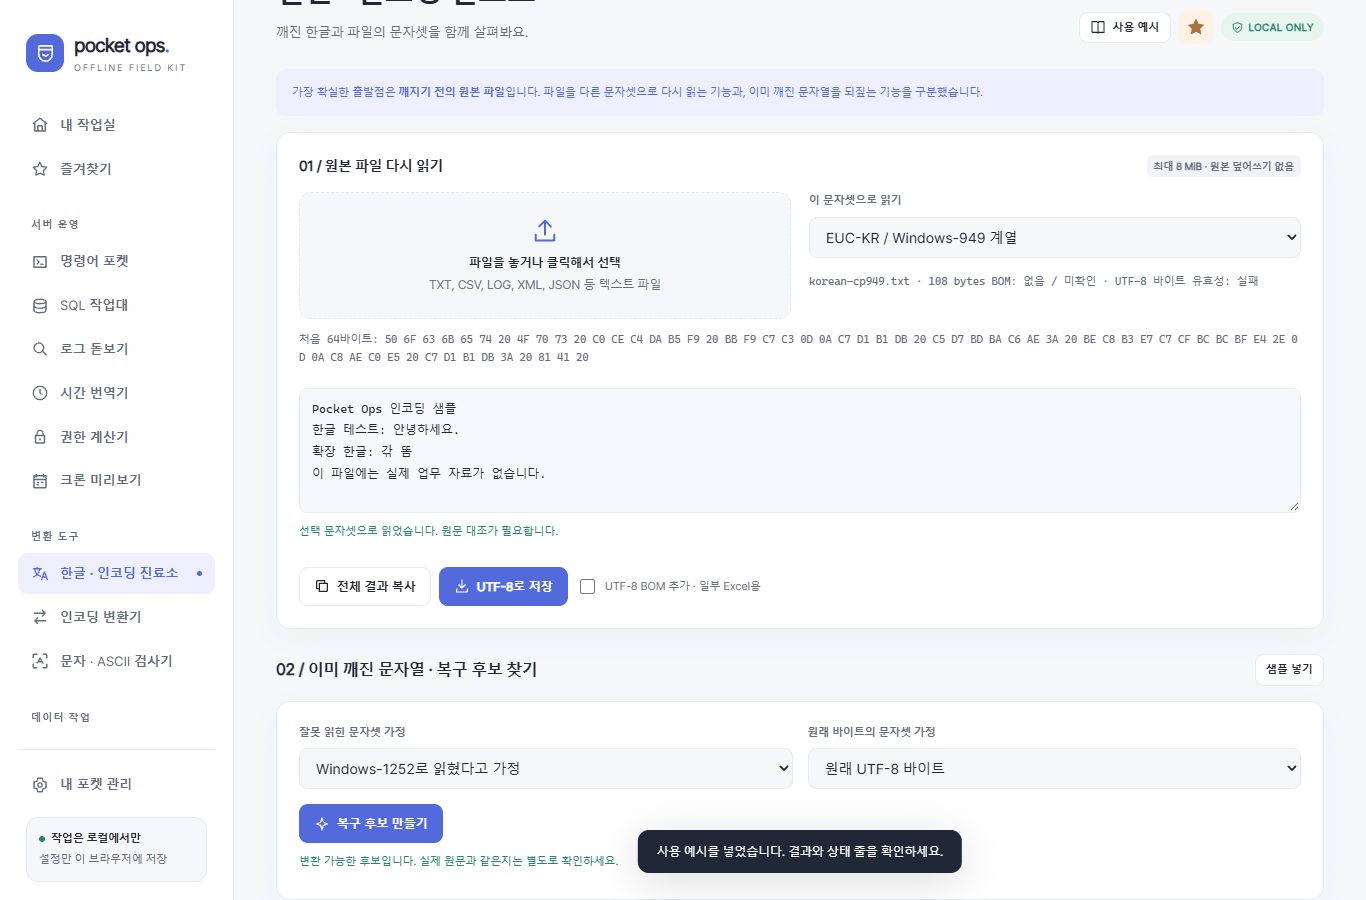 pocket ops.
OFFLINE FIELD KIT
내 작업실
즐겨찾기
서버 운영
명령어 포켓
SQL 작업대
로그 돋보기
시간 번역기
권한 계산기
크론 미리보기
변환 도구
한글 · 인코딩 진료소
인코딩 변환기
문자 · ASCII 검사기
데이터 작업
내 포켓 관리
작업은 로컬에서만
설정만 이 브라우저에 저장
깨진 한글과 파일의 문자셋을 함께 살펴봐요.
사용 예시
LOCAL ONLY
가장 확실한 출발점은 깨지기 전의 원본 파일입니다. 파일을 다른 문자셋으로 다시 읽는 기능과, 이미 깨진 문자열을 되짚는 기능을 구분했습니다.
01 / 원본 파일 다시 읽기
최대 8 MiB · 원본 덮어쓰기 없음
파일을 놓거나 클릭해서 선택
TXT, CSV, LOG, XML, JSON 등 텍스트 파일
이 문자셋으로 읽기
EUC-KR / Windows-949 계열
korean-cp949.txt · 108 bytes BOM: 없음 / 미확인 · UTF-8 바이트 유효성: 실패
처음 64바이트: 50 6F 63 6B 65 74 20 4F 70 73 20 C0 CE C4 DA B5 F9 20 BB F9 C7 C3 0D 0A C7 D1 B1 DB 20 C5 D7 BD BA C6 AE 3A 20 BE C8 B3 E7 C7 CF BC BC BF E4 2E 0
D 0A C8 AE C0 E5 20 C7 D1 B1 DB 3A 20 81 41 20
Pocket Ops 인코딩 샘플
한글 테스트: 안녕하세요.
확장 한글: 갂 똠
이 파일에는 실제 업무 자료가 없습니다.
선택 문자셋으로 읽었습니다. 원문 대조가 필요합니다.
전체 결과 복사
UTF-8로 저장
UTF-8 BOM 추가 · 일부 Excel용
02 / 이미 깨진 문자열 · 복구 후보 찾기
샘플 넣기
잘못 읽힌 문자셋 가정
원래 바이트의 문자셋 가정
Windows-1252로 읽혔다고 가정
원래 UTF-8 바이트
복구 후보 만들기
변환 가능한 후보입니다. 실제 원문과 같은지는 별도로 확인하세요.
사용 예시를 넣었습니다. 결과와 상태 줄을 확인하세요.